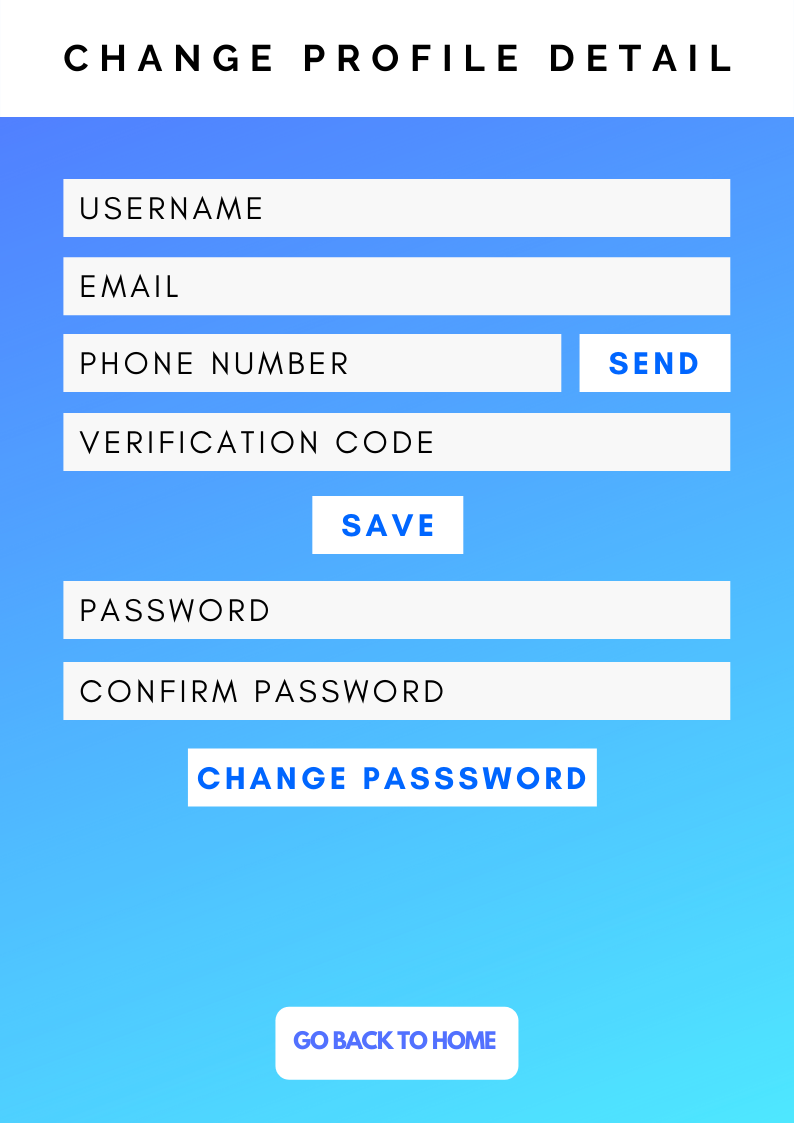 CHANGE PROFILE DETAIL
USERNAME
EMAIL
PHONE NUMBER
SEND
VERIFICATION CODE
SAVE
PASSWORD
CONFIRM PASSWORD
CHANGE PASSSWORD
GO BACK TO HOME